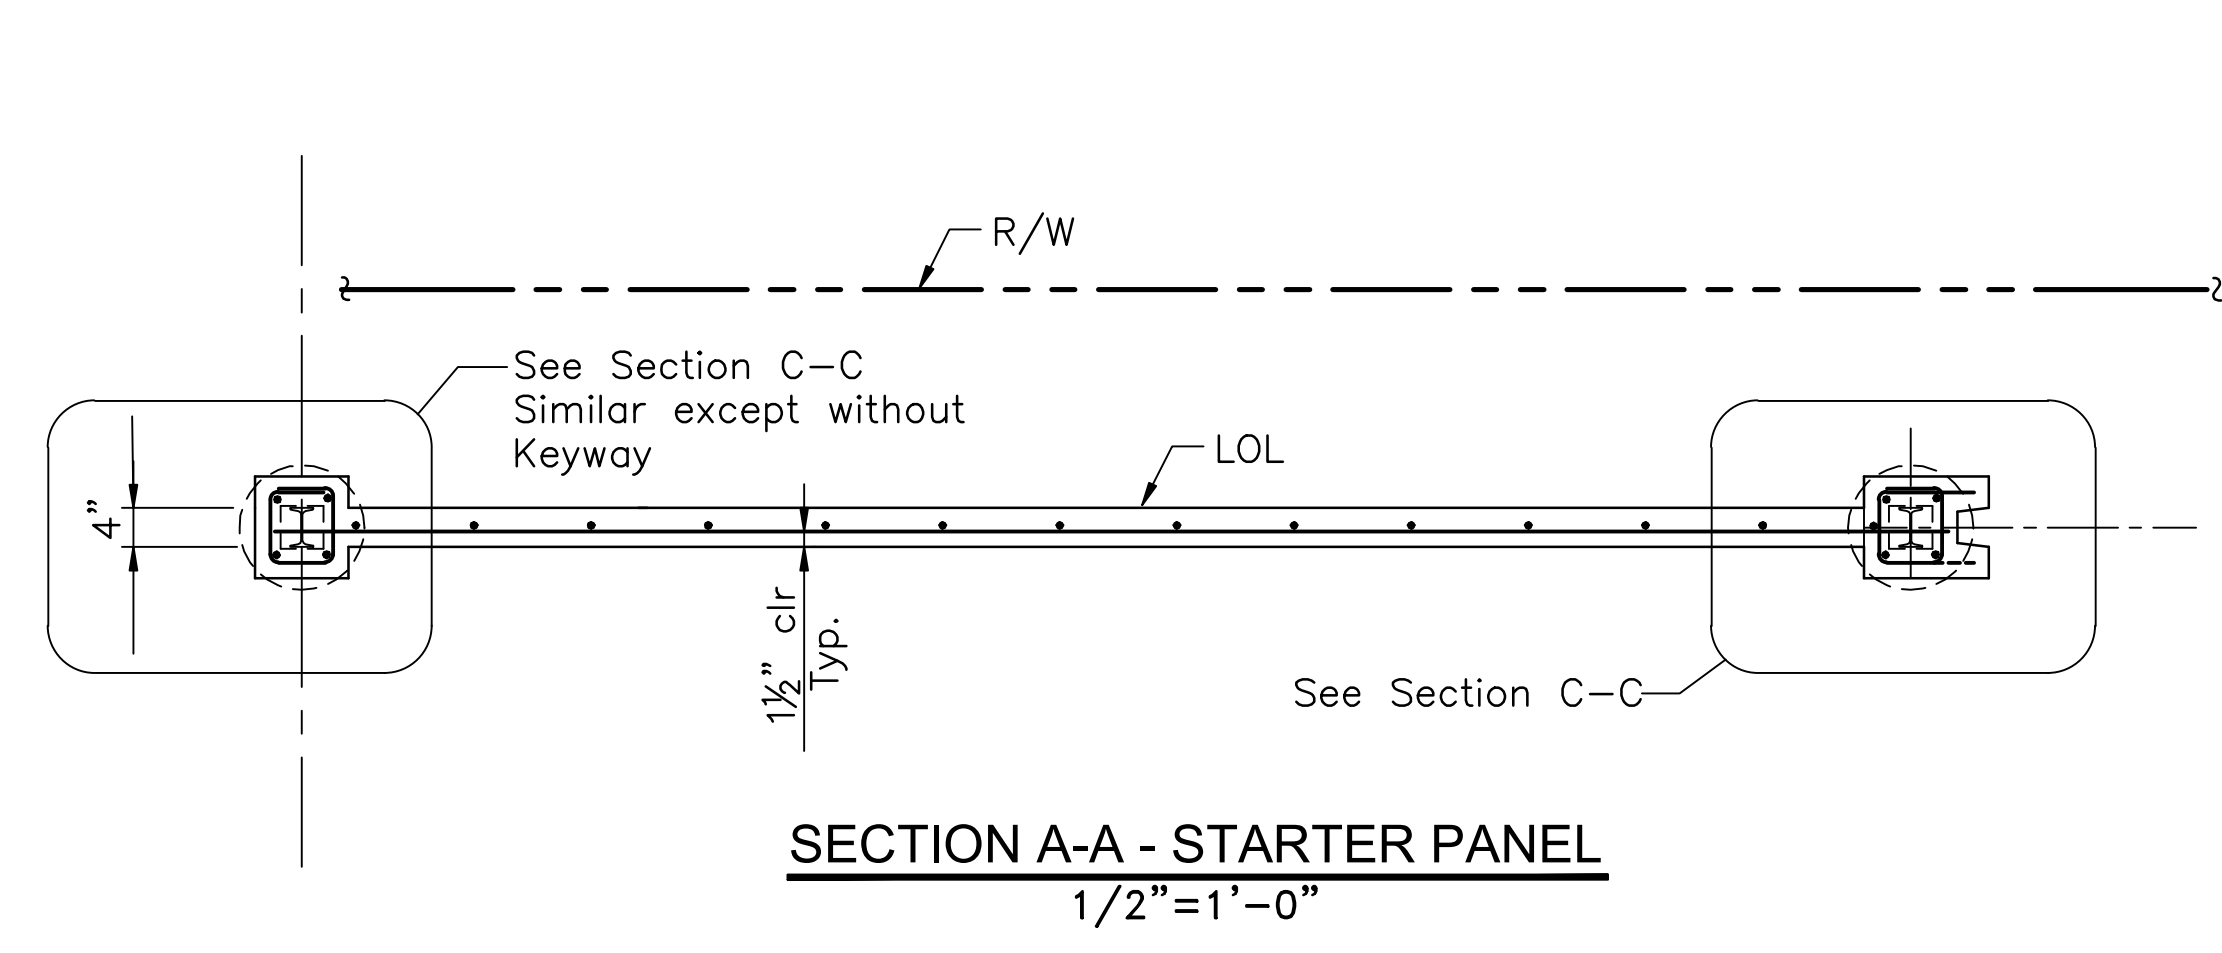 R/W
See Section C-C
Similar except without
Keyway
LOL
4"
1½" clr
Typ.
See Section C-C
SECTION A-A - STARTER PANEL
1/2"=1'-0"